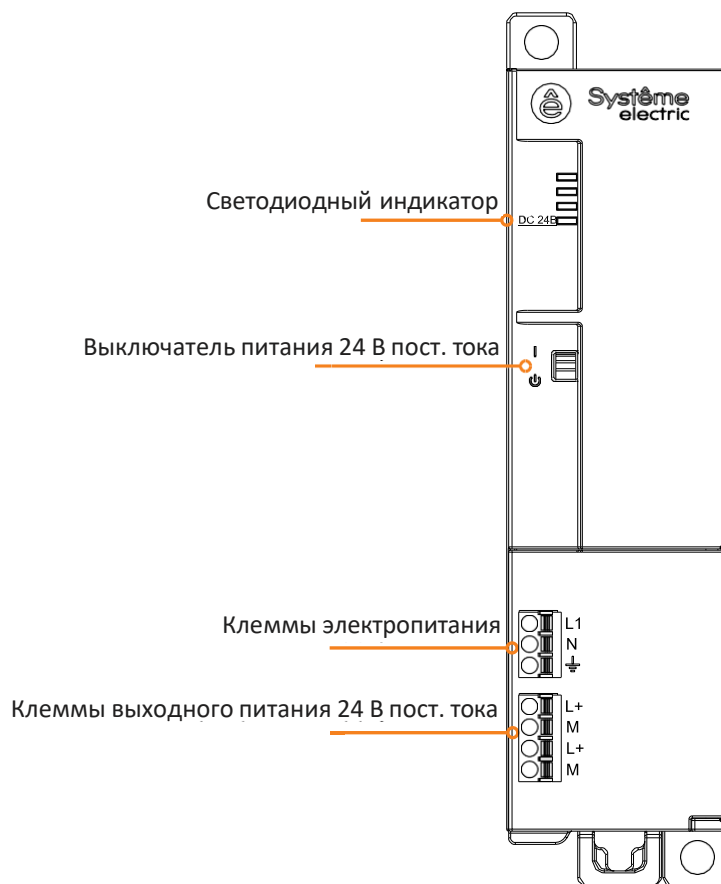 ê Système
electric
Светодиодный индикатор
DC 24В
Выключатель питания 24 В пост. тока
Клеммы электропитания
L1
N
Клеммы выходного питания 24 В пост. тока
L+
M
L+
M